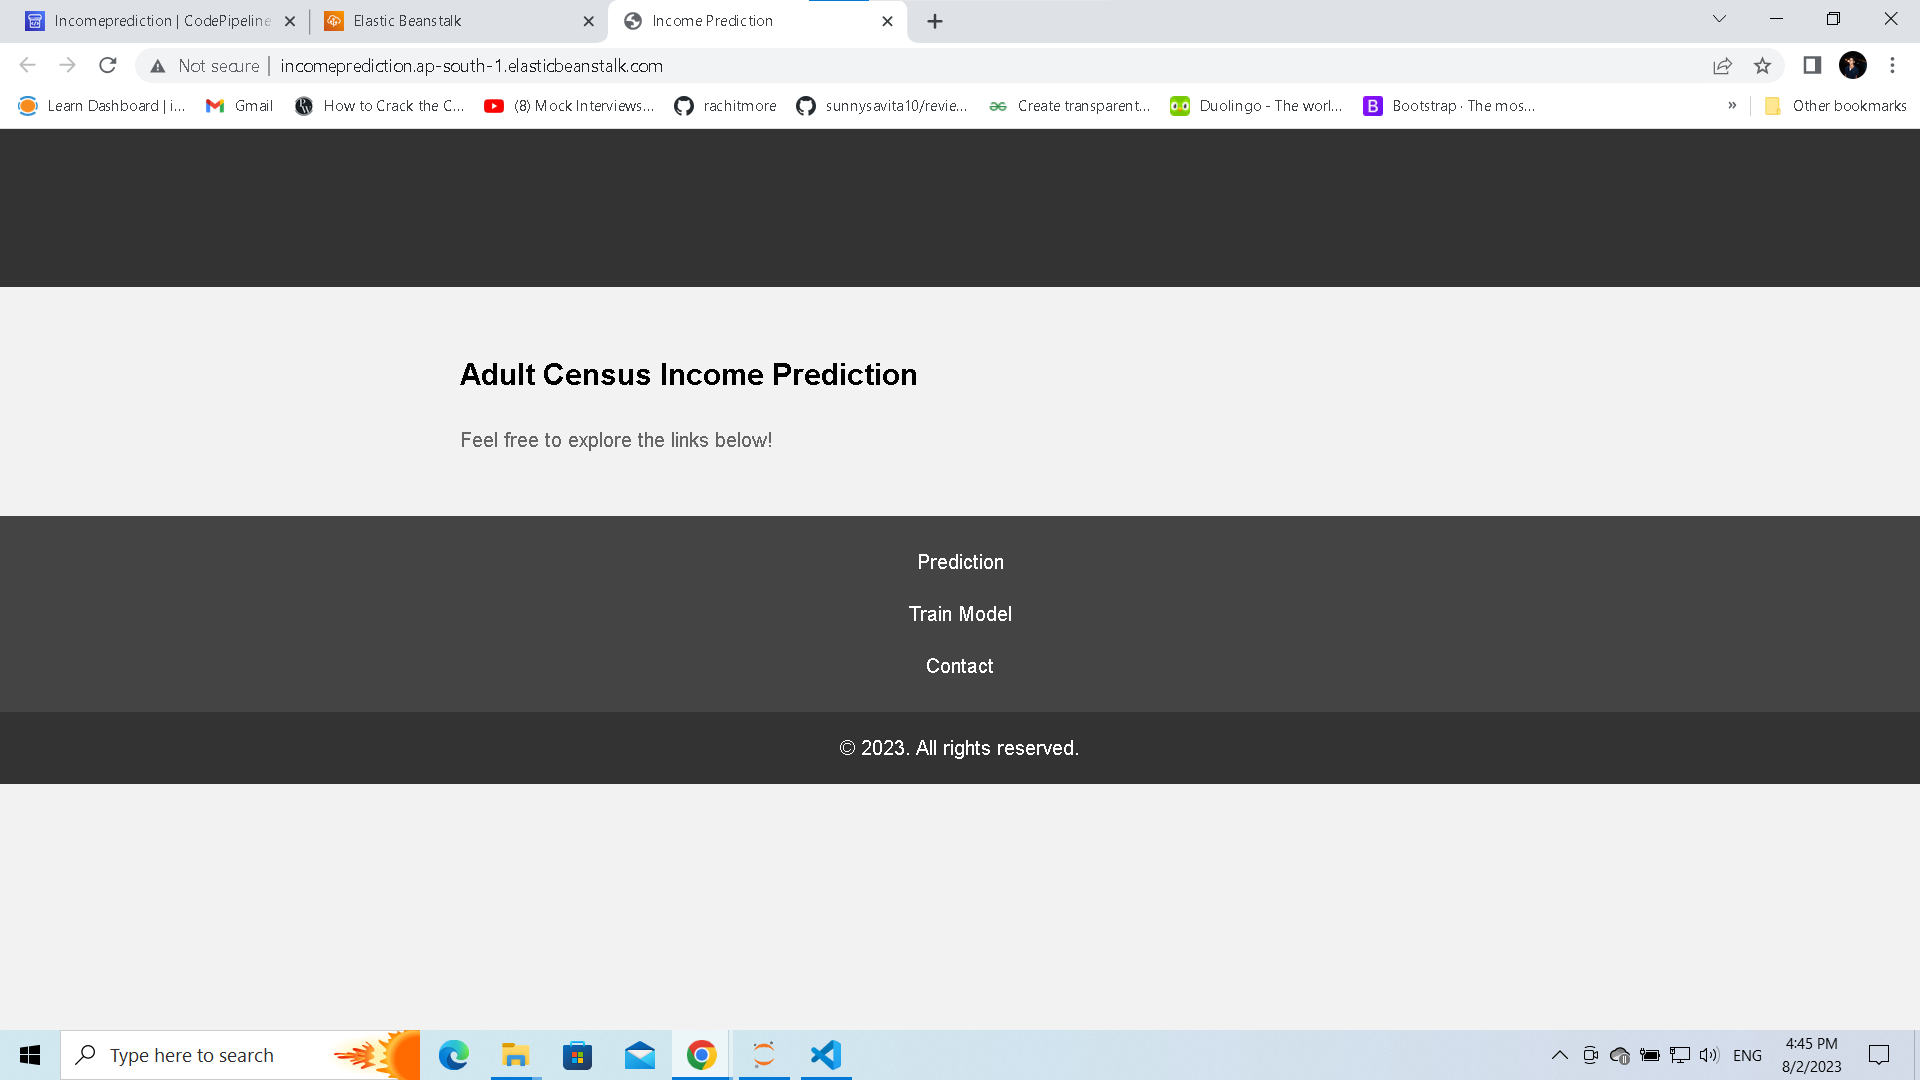 Incomeprediction | CodePipeline
Elastic Beanstalk
Income Prediction
Not secure
incomeprediction.ap-south-1.elasticbeanstalk.com
Learn Dashboard | i...
Gmail
How to Crack the C...
(8) Mock Interviews...
rachitmore
sunnysavita10/revie...
Create transparent...
Duolingo - The worl...
Bootstrap · The mos...
»
Other bookmarks
Adult Census Income Prediction
Feel free to explore the links below!
Prediction
Train Model
Contact
© 2023. All rights reserved.
Type here to search
ENG
4:45 PM
8/2/2023